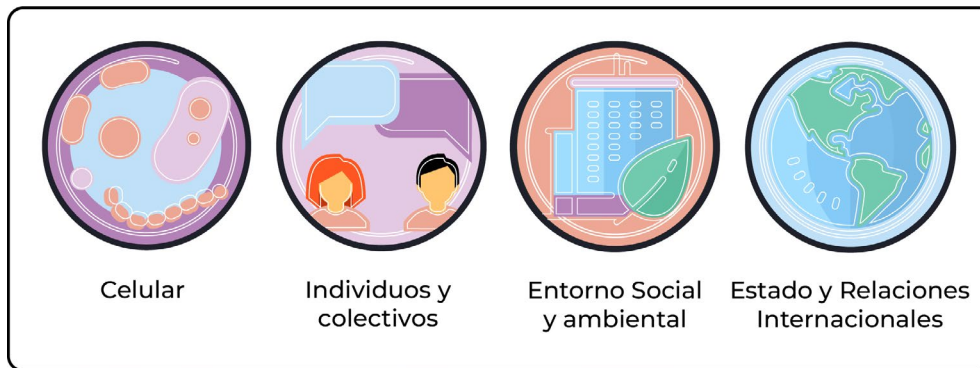 Celular
Individuos y
colectivos
Entorno Social
y ambiental
Estado y Relaciones
Internacionales